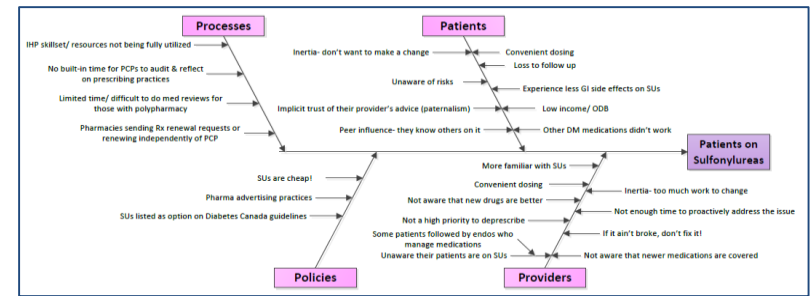 Processes
Patients
IHP skillset/ resources not being fully utilized
Inertia- don't want to make a change
Convenient dosing
Loss to follow up
No built-in time for PCPs to audit & reflect
on prescribing practices
Unaware of risks
Experience less GI side effects on SUs
Limited time/ difficult to do med reviews for
those with polypharmacy
Implicit trust of their provider's advice (paternalism)
Low income/ ODB
Pharmacies sending Rx renewal requests or
renewing independently of PCP
Peer influence- they know others on it
Other DM medications didn't work
Patients on
Sulfonylureas
More familiar with SUs
SUs are cheap!
Convenient dosing
Inertia- too much work to change
Pharma advertising practices
Not aware that new drugs are better
Not enough time to proactively address the issue
SUs listed as option on Diabetes Canada guidelines
Not a high priority to deprescribe
If it ain't broke, don't fix it!
Some patients followed by endos who
manage medications
Unaware their patients are on SUs
Not aware that newer medications are covered
Policies
Providers